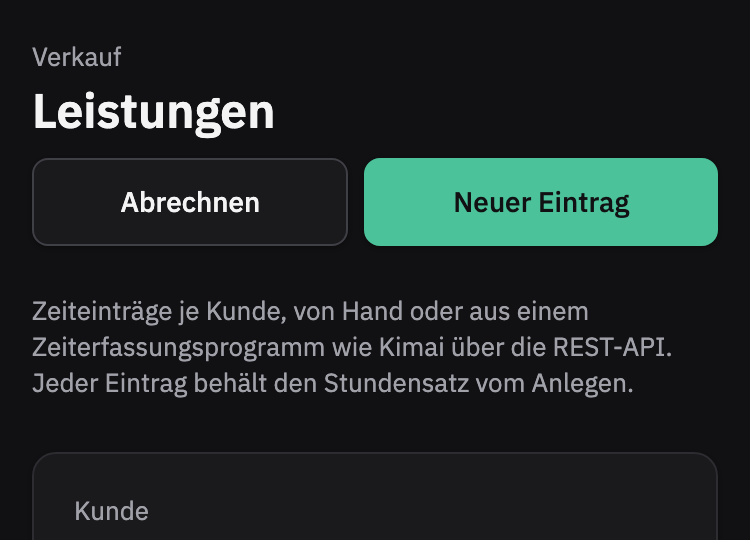 Verkauf
Leistungen
Abrechnen
Neuer Eintrag
Zeiteinträge je Kunde, von Hand oder aus einem
Zeiterfassungsprogramm wie Kimai über die REST-API.
Jeder Eintrag behält den Stundensatz vom Anlegen.
Kunde